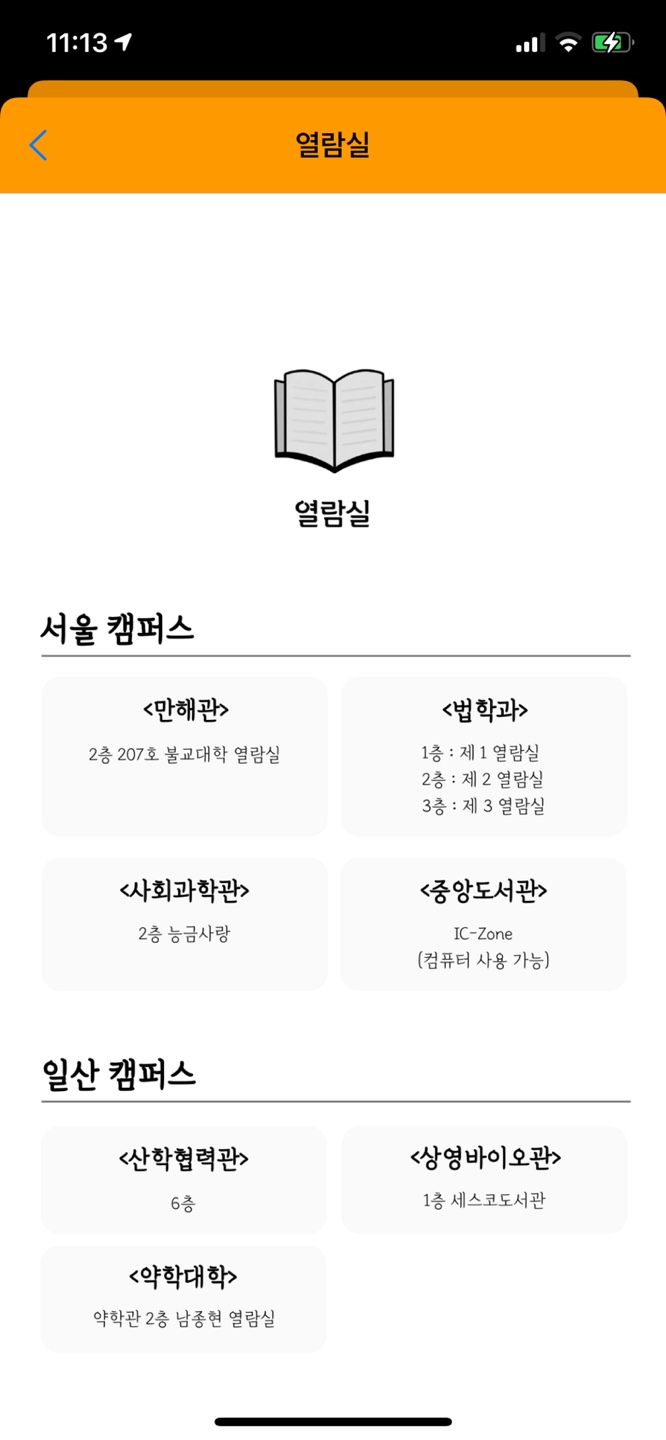 11:13
열람실
열람실
서울 캠퍼스
<만해관>
2층 207호 불교대학 열람실
<법학과>
1층 : 제 1 열람실
2층 : 제 2 열람실
3층 : 제 3 열람실
<사회과학관>
2층 능금사랑
<중앙도서관>
IC-Zone
(컴퓨터 사용 가능)
일산 캠퍼스
<산학협력관>
6층
<상영바이오관>
1층 세스코도서관
<약학대학>
약학관 2층 남종현 열람실